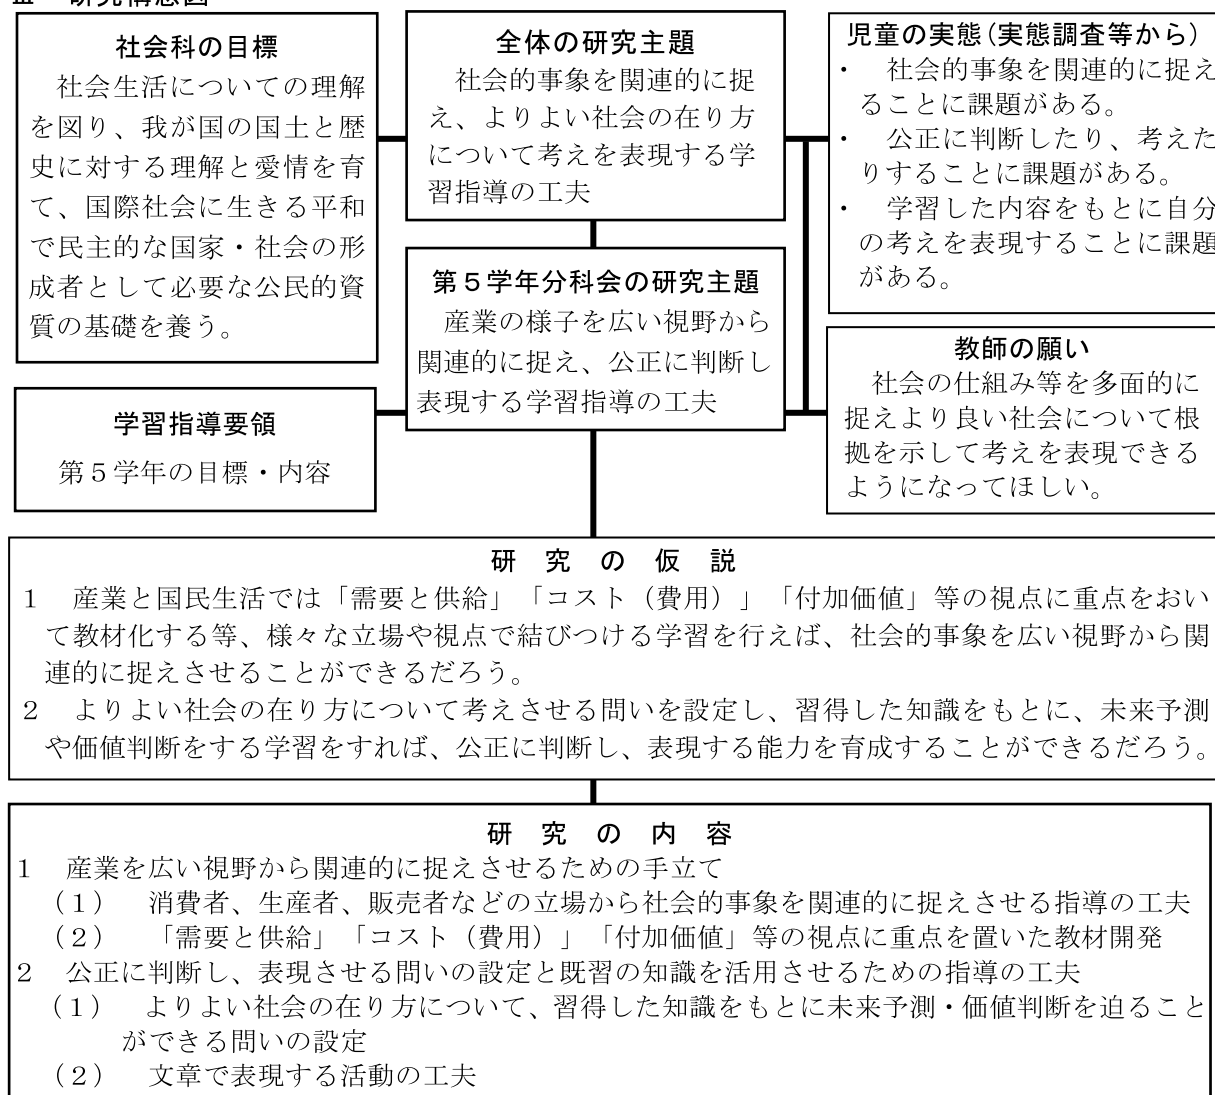 Ⅲ 研究構想図
社会科の目標
社会生活についての理解
を図り、我が国の国土と歴
史に対する理解と愛情を育
て、国際社会に生きる平和
で民主的な国家・社会の形
成者として必要な公民的資
質の基礎を養う。
学習指導要領
第５学年の目標・内容
全体の研究主題
社会的事象を関連的に捉
え、よりよい社会の在り方
について考えを表現する学
習指導の工夫
第５学年分科会の研究主題
産業の様子を広い視野から
関連的に捉え、公正に判断し
表現する学習指導の工夫
児童の実態(実態調査等から)
・ 社会的事象を関連的に捉え
ることに課題がある。
・ 公正に判断したり、考えた
りすることに課題がある。
・ 学習した内容をもとに自分
の考えを表現することに課題
がある。
教師の願い
社会の仕組み等を多面的に
捉えより良い社会について根
拠を示して考えを表現できる
ようになってほしい。
研究の仮説
１ 産業と国民生活では「需要と供給」「コスト（費用）」「付加価値」等の視点に重点をおい
て教材化する等、様々な立場や視点で結びつける学習を行えば、社会的事象を広い視野から関
連的に捉えさせることができるだろう。
２ よりよい社会の在り方について考えさせる問いを設定し、習得した知識をもとに、未来予測
や価値判断をする学習をすれば、公正に判断し、表現する能力を育成することができるだろう。
研究の内容
１ 産業を広い視野から関連的に捉えさせるための手立て
（１） 消費者、生産者、販売者などの立場から社会的事象を関連的に捉えさせる指導の工夫
（２） 「需要と供給」「コスト（費用）」「付加価値」等の視点に重点を置いた教材開発
２ 公正に判断し、表現させる問いの設定と既習の知識を活用させるための指導の工夫
（１） よりよい社会の在り方について、習得した知識をもとに未来予測・価値判断を迫ること
ができる問いの設定
（２） 文章で表現する活動の工夫